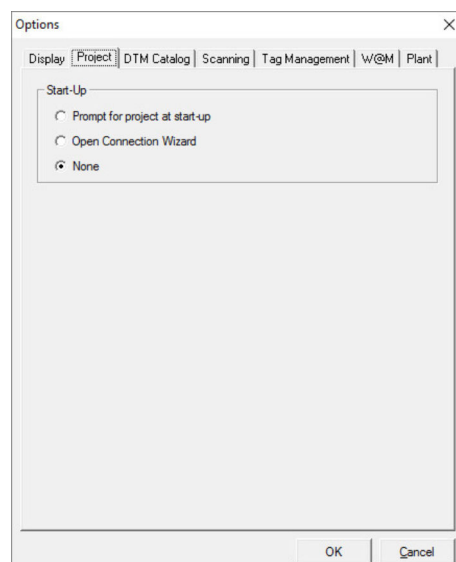 Options
Display Project DTM Catalog Scanning Tag Management W@M Plant
Start-Up
Prompt for project at start-up
Open Connection Wizard
None
OK Cancel